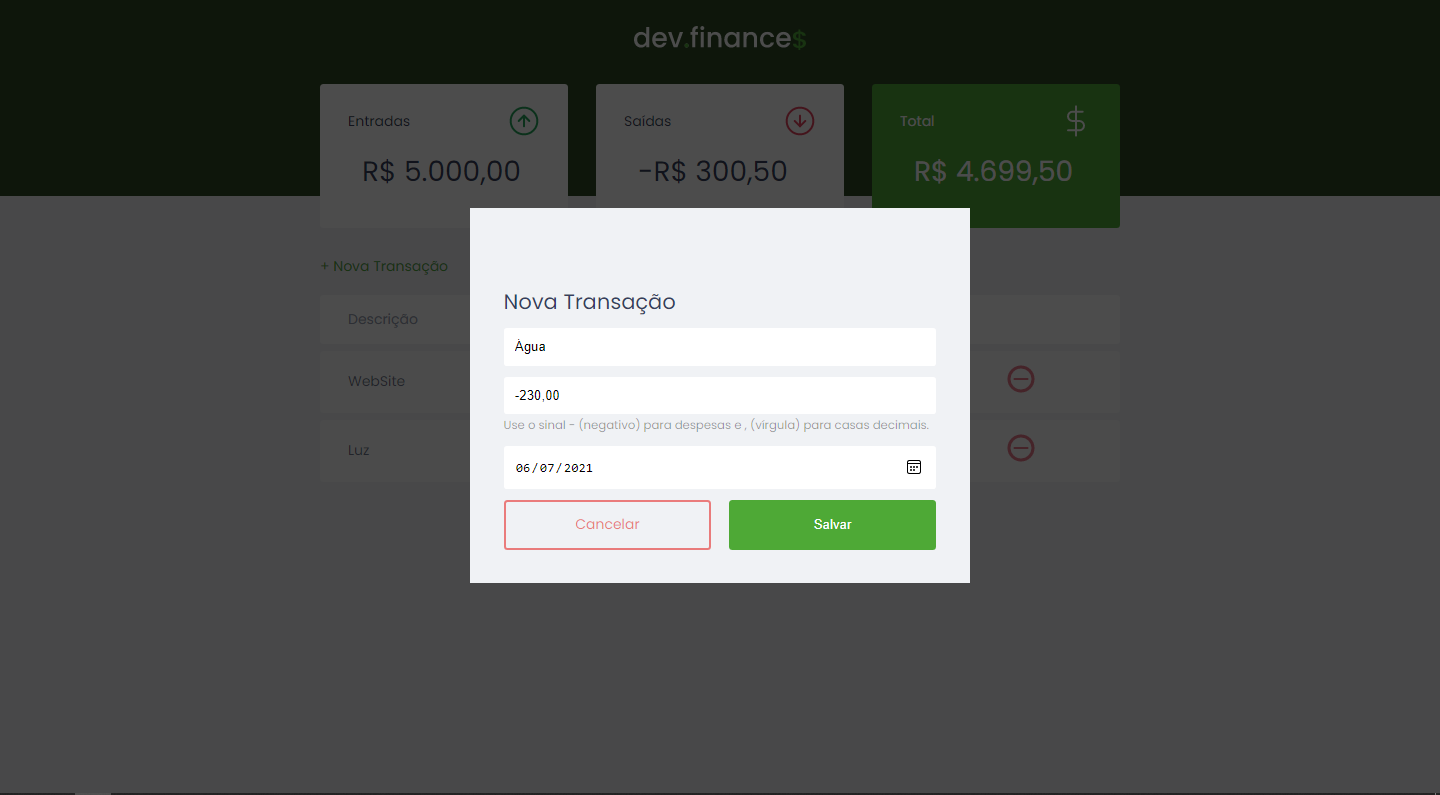 dev.finance$
Entradas
Saídas
Total
R$ 5.000,00
-R$ 300,50
R$ 4.699,50
+ Nova Transação
Descrição
WebSite
Luz
Nova Transação
Água
-230,00
Use o sinal - (negativo) para despesas e , (vírgula) para casas decimais.
06/07/2021
Cancelar
Salvar